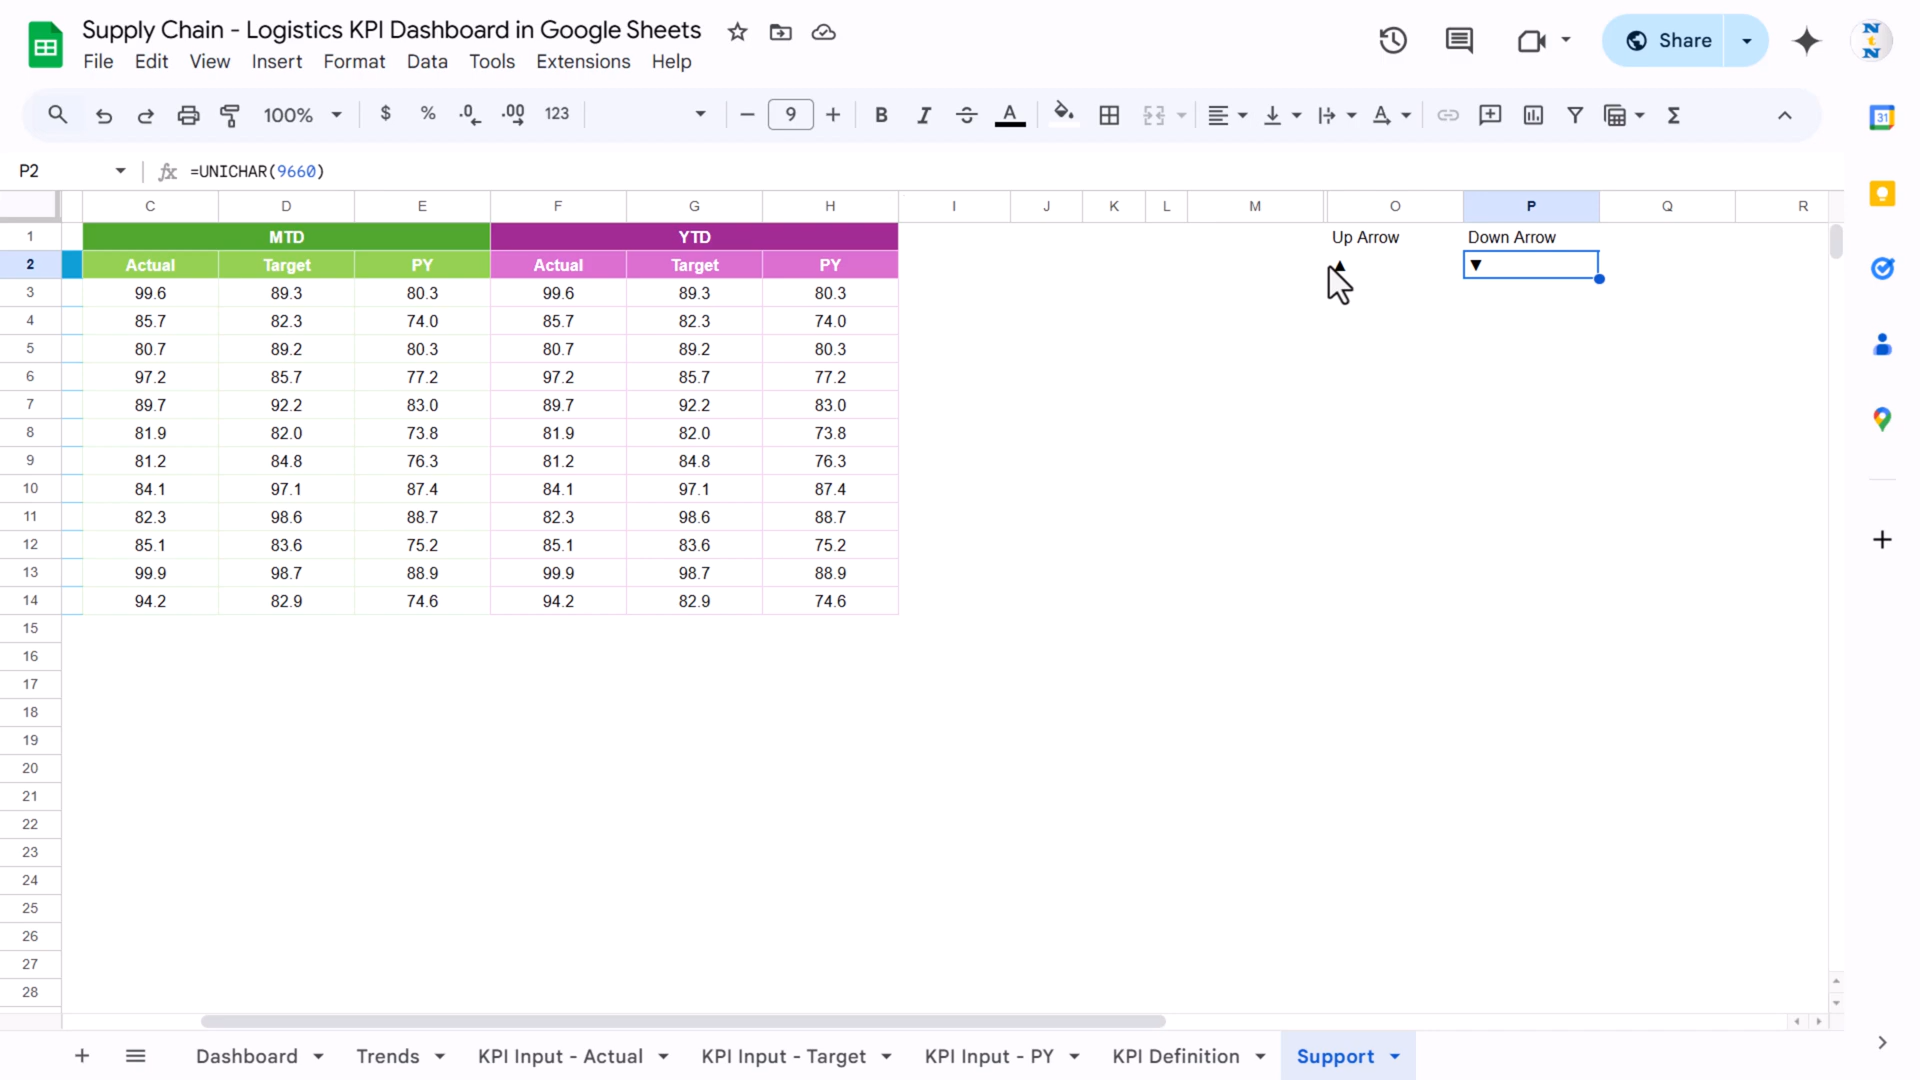 Supply Chain - Logistics KPI Dashboard in Google Sheets
File Edit View Insert Format Data Tools Extensions Help
Share
100% $ % .0 .00 123 9 B I A A Σ
P2 fx =UNICHAR(9660)
C D E F G H I J K L M O P Q R
1 MTD YTD Up Arrow Down Arrow
2 Actual Target PY Actual Target PY ▲ ▼
3 99.6 89.3 80.3 99.6 89.3 80.3
4 85.7 82.3 74.0 85.7 82.3 74.0
5 80.7 89.2 80.3 80.7 89.2 80.3
6 97.2 85.7 77.2 97.2 85.7 77.2
7 89.7 92.2 83.0 89.7 92.2 83.0
8 81.9 82.0 73.8 81.9 82.0 73.8
9 81.2 84.8 76.3 81.2 84.8 76.3
10 84.1 97.1 87.4 84.1 97.1 87.4
11 82.3 98.6 88.7 82.3 98.6 88.7
12 85.1 83.6 75.2 85.1 83.6 75.2
13 99.9 98.7 88.9 99.9 98.7 88.9
14 94.2 82.9 74.6 94.2 82.9 74.6
15
16
17
18
19
20
21
22
23
24
25
26
27
28
Dashboard Trends KPI Input - Actual KPI Input - Target KPI Input - PY KPI Definition Support
N t N
31